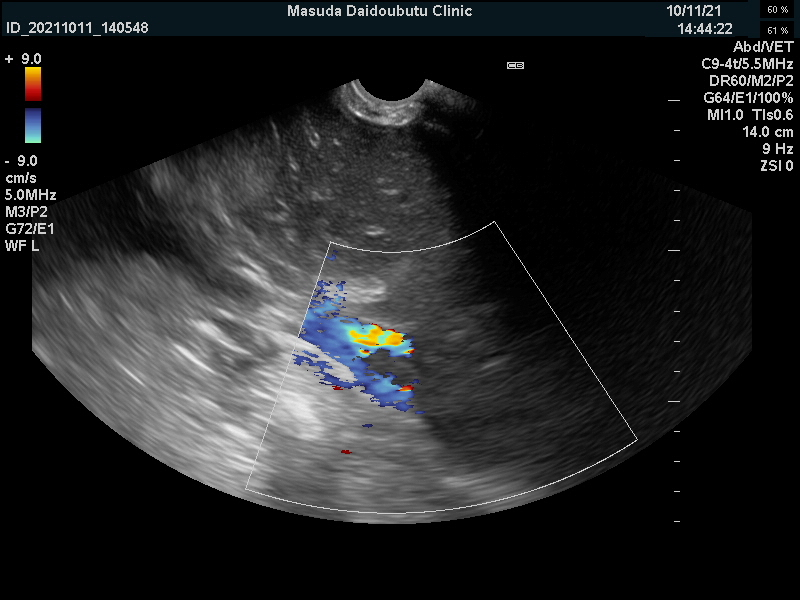 Masuda Daidoubutu Clinic
10/11/21
60 %
ID_20211011_140548
14:44:22
61 %
+ 9.0
- 9.0
cm/s
5.0MHz
M3/P2
G72/E1
WF L
Abd/VET
C9-4t/5.5MHz
DR60/M2/P2
G64/E1/100%
MI1.0 TIs0.6
14.0 cm
9 Hz
ZSI 0